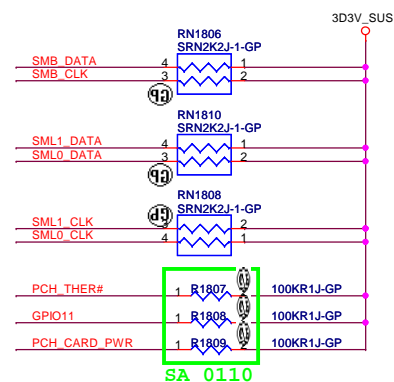 3D3V_SUS
RN1806
SRN2K2J-1-GP
SMB_DATA 4 1
SMB_CLK 3 2
GP
RN1810
SRN2K2J-1-GP
SML1_DATA 4 1
SML0_DATA 3 2
GP
RN1808
SRN2K2J-1-GP
GP
SML1_CLK 3 2
SML0_CLK 4 1
PCH_THER# 1 R1807 2 100KR1J-GP
GPIO11 1 R1808 2 100KR1J-GP
PCH_CARD_PWR 1 R1809 2 100KR1J-GP
SA 0110